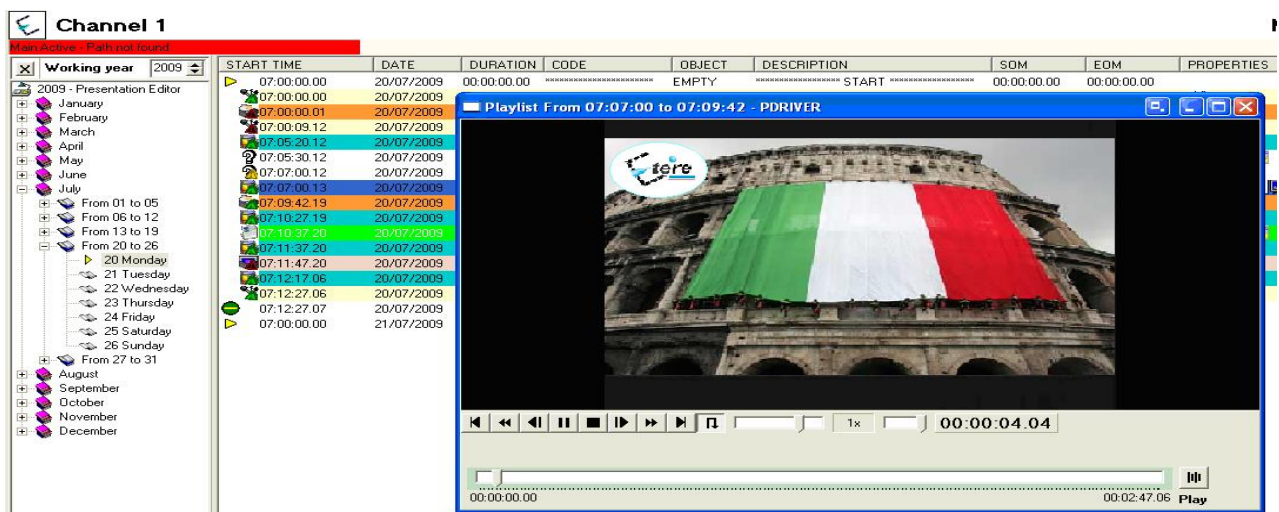 Channel 1
Main Active - Path not found
Working year 2009
START TIME DATE DURATION CODE OBJECT DESCRIPTION SOM EOM PROPERTIES
2009 - Presentation Editor
January
February
March
April
May
June
July
From 01 to 05
From 06 to 12
From 13 to 19
From 20 to 26
20 Monday
21 Tuesday
22 Wednesday
23 Thursday
24 Friday
25 Saturday
26 Sunday
From 27 to 31
August
September
October
November
December
07:00:00.00 20/07/2009 00:00:00.00 EMPTY START 00:00:00.00 00:00:00.00
07:00:00.00 20/07/2009
07:00:00.01 20/07/2009
07:00:09.12 20/07/2009
07:05:20.12 20/07/2009
07:05:30.12 20/07/2009
07:07:00.12 20/07/2009
07:07:00.13 20/07/2009
07:09:42.19 20/07/2009
07:10:27.19 20/07/2009
07:10:37.20 20/07/2009
07:11:37.20 20/07/2009
07:11:47.20 20/07/2009
07:12:17.06 20/07/2009
07:12:27.06 20/07/2009
07:12:27.07 20/07/2009
07:00:00.00 21/07/2009
Playlist From 07:07:00 to 07:09:42 - PDRIVER
Etere
1x 00:00:04.04
00:00:00.00 00:02:47.06 Play